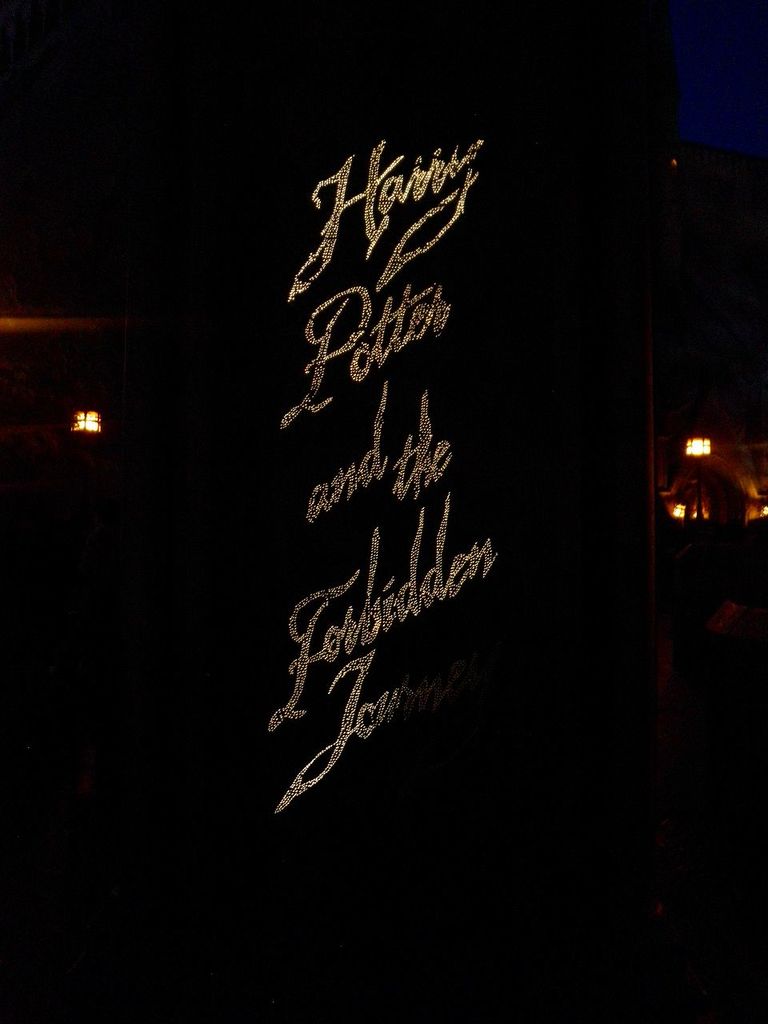 Harry
Potter
and the
Forbidden
Journey